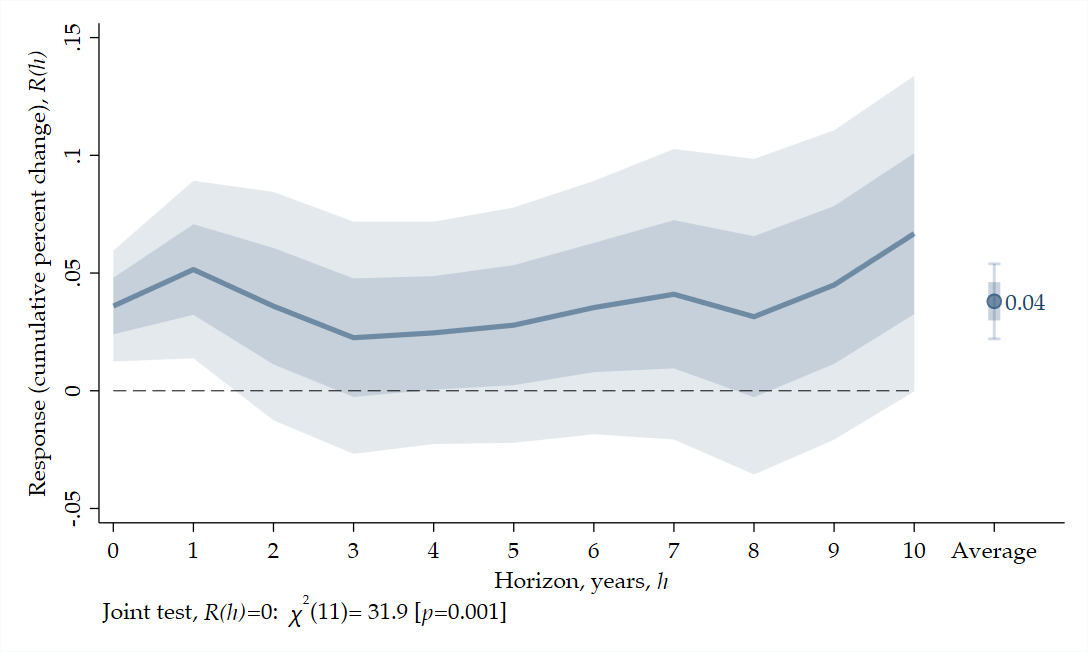 Response (cumulative percent change), R(h)
.15
.1
.05
0
-.05
0.04
0 1 2 3 4 5 6 7 8 9 10 Average
Horizon, years, h
Joint test, R(h)=0: χ²(11)= 31.9 [p=0.001]